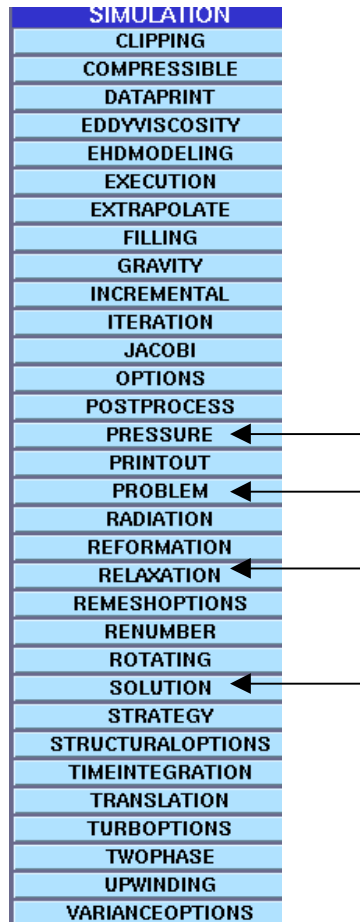 SIMULATION
CLIPPING
COMPRESSIBLE
DATAPRINT
EDDYVISCOSITY
EHDMODELING
EXECUTION
EXTRAPOLATE
FILLING
GRAVITY
INCREMENTAL
ITERATION
JACOBI
OPTIONS
POSTPROCESS
PRESSURE
PRINTOUT
PROBLEM
RADIATION
REFORMATION
RELAXATION
REMESHOPTIONS
RENUMBER
ROTATING
SOLUTION
STRATEGY
STRUCTURALOPTIONS
TIMEINTEGRATION
TRANSLATION
TURBOPTIONS
TWOPHASE
UPWINDING
VARIANCEOPTIONS